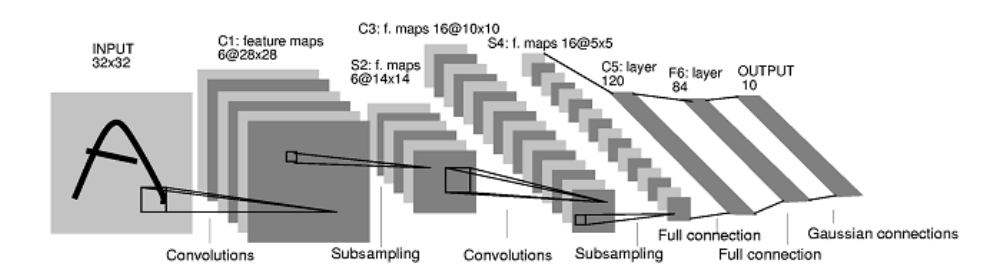 INPUT
32x32
C1: feature maps
6@28x28
S2: f. maps
6@14x14
C3: f. maps 16@10x10
S4: f. maps 16@5x5
C5: layer
120
F6: layer
84
OUTPUT
10
A
Convolutions
Subsampling
Convolutions
Subsampling
Full connection
Full connection
Gaussian connections